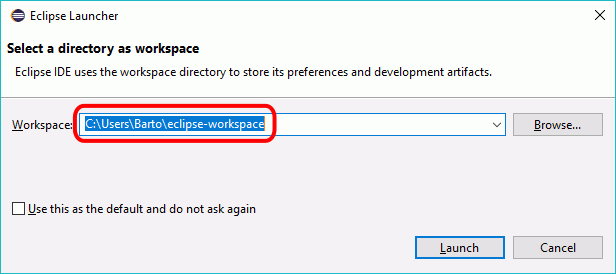 Eclipse Launcher
Select a directory as workspace
Eclipse IDE uses the workspace directory to store its preferences and development artifacts.
Workspace: C:\Users\Barto\eclipse-workspace Browse...
Use this as the default and do not ask again
Launch Cancel